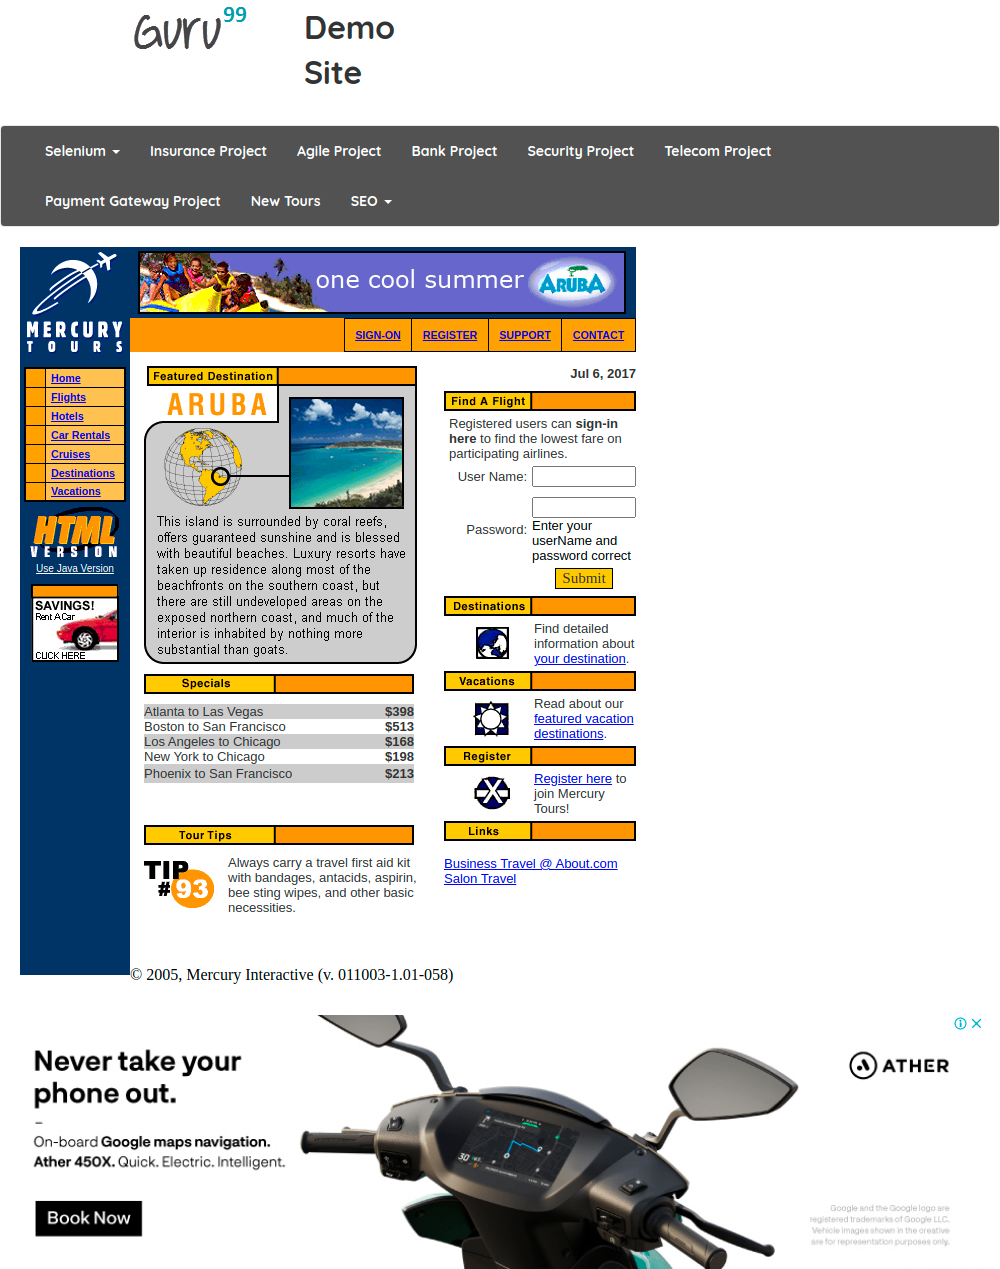 Guru 99
Demo
Site
Selenium
Insurance Project
Agile Project
Bank Project
Security Project
Telecom Project
Payment Gateway Project
New Tours
SEO
MERCURY
TOURS
one cool summer
ARUBA
SIGN-ON
REGISTER
SUPPORT
CONTACT
Home
Flights
Hotels
Car Rentals
Cruises
Destinations
Vacations
HTML
VERSION
Use Java Version
SAVINGS!
Rent A Car
CLICK HERE
Featured Destination
ARUBA
This island is surrounded by coral reefs,
offers guaranteed sunshine and is blessed
with beautiful beaches. Luxury resorts have
taken up residence along most of the
beachfronts on the southern coast, but
there are still undeveloped areas on the
exposed northern coast, and much of the
interior is inhabited by nothing more
substantial than goats.
Specials
Atlanta to Las Vegas $398
Boston to San Francisco $513
Los Angeles to Chicago $168
New York to Chicago $198
Phoenix to San Francisco $213
Tour Tips
TIP
#93
Always carry a travel first aid kit
with bandages, antacids, aspirin,
bee sting wipes, and other basic
necessities.
Jul 6, 2017
Find A Flight
Registered users can sign-in
here to find the lowest fare on
participating airlines.
User Name:
Password:
Enter your
userName and
password correct
Submit
Destinations
Find detailed
information about
your destination.
Vacations
Read about our
featured vacation
destinations.
Register
Register here to
join Mercury
Tours!
Links
Business Travel @ About.com
Salon Travel
© 2005, Mercury Interactive (v. 011003-1.01-058)
Never take your
phone out.
On-board Google maps navigation.
Ather 450X. Quick. Electric. Intelligent.
Book Now
ATHER
Google and the Google logo are
registered trademarks of Google LLC.
Vehicle images shown in the creative
are for representation purposes only.